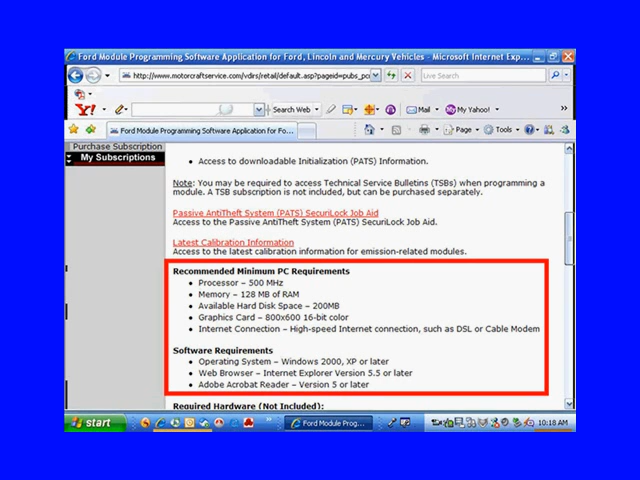 Ford Module Programming Software Application for Ford, Lincoln and Mercury Vehicles - Microsoft Internet Exp...
http://www.motorcraftservice.com/vdirs/retail/default.asp?pageid=pubs_pc
Live Search
Y!
Search Web
Mail
My Yahoo!
Ford Module Programming Software Application for Fo...
Page
Tools
Purchase Subscription
My Subscriptions
• Access to downloadable Initialization (PATS) Information.
Note: You may be required to access Technical Service Bulletins (TSBs) when programming a
module. A TSB subscription is not included, but can be purchased separately.
Passive AntiTheft System (PATS) SecuriLock Job Aid
Access to the Passive AntiTheft System (PATS) SecuriLock Job Aid.
Latest Calibration Information
Access to the latest calibration information for emission-related modules.
Recommended Minimum PC Requirements
• Processor – 500 MHz
• Memory – 128 MB of RAM
• Available Hard Disk Space – 200MB
• Graphics Card – 800x600 16-bit color
• Internet Connection – High-speed Internet connection, such as DSL or Cable Modem
Software Requirements
• Operating System – Windows 2000, XP or later
• Web Browser – Internet Explorer Version 5.5 or later
• Adobe Acrobat Reader – Version 5 or later
Required Hardware (Not Included):
start
Ford Module Prog...
10:18 AM